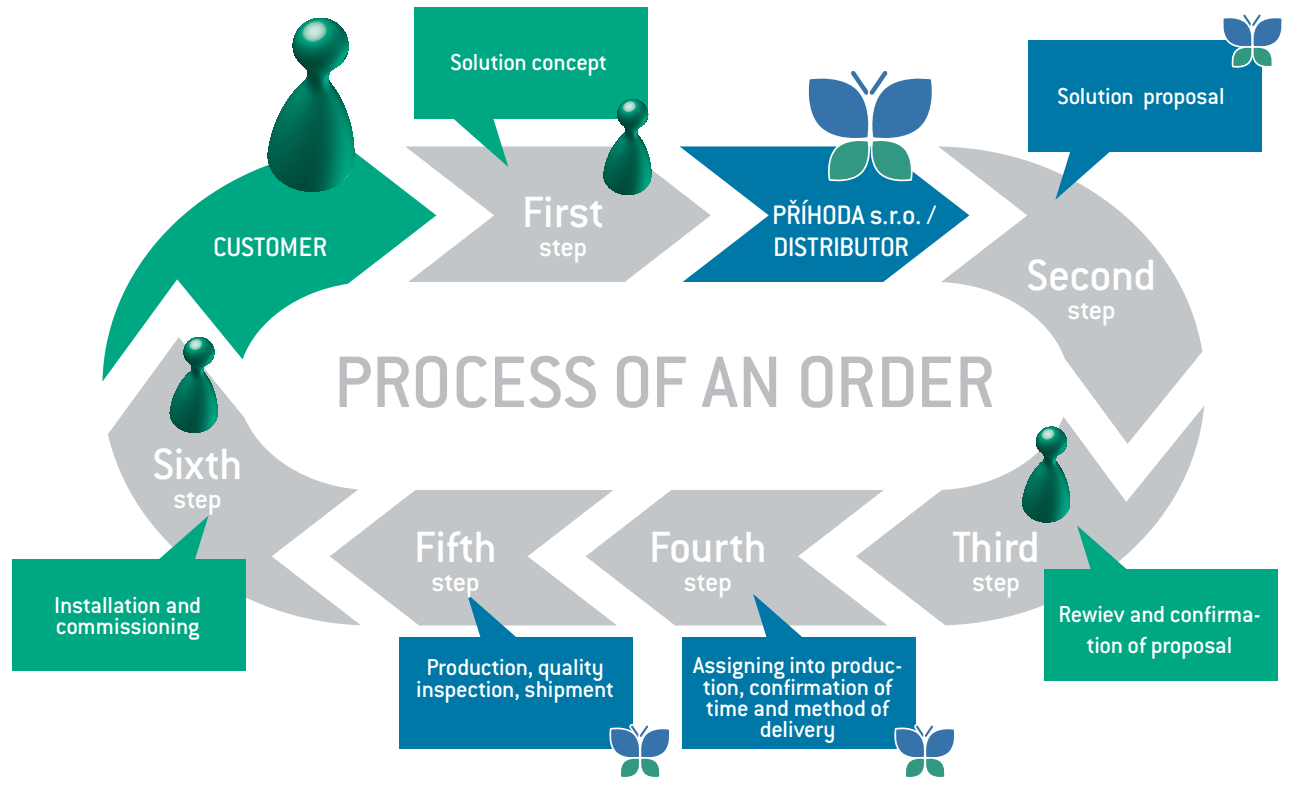 Solution concept
Solution proposal
First
step
PŘÍHODA s.r.o. /
DISTRIBUTOR
CUSTOMER
Second
step
PROCESS OF AN ORDER
Sixth
step
Fifth
step
Fourth
step
Third
step
Installation and
commissioning
Production, quality
inspection, shipment
Assigning into produc-
tion, confirmation of
time and method of
delivery
Rewiev and confirma-
tion of proposal